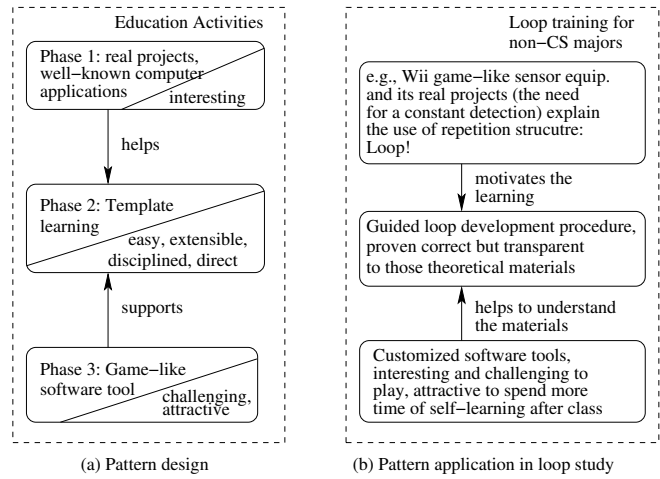 Education Activities
Phase 1: real projects,
well−known computer
applications
interesting
helps
Phase 2: Template
learning
easy, extensible,
disciplined, direct
supports
Phase 3: Game−like
software tool
challenging,
attractive
(a) Pattern design
Loop training for
non−CS majors
e.g., Wii game−like sensor equip.
and its real projects (the need
for a constant detection) explain
the use of repetition strucutre:
Loop!
motivates the
learning
Guided loop development procedure,
proven correct but transparent
to those theoretical materials
helps to understand
the materials
Customized software tools,
interesting and challenging to
play, attractive to spend more
time of self−learning after class
(b) Pattern application in loop study